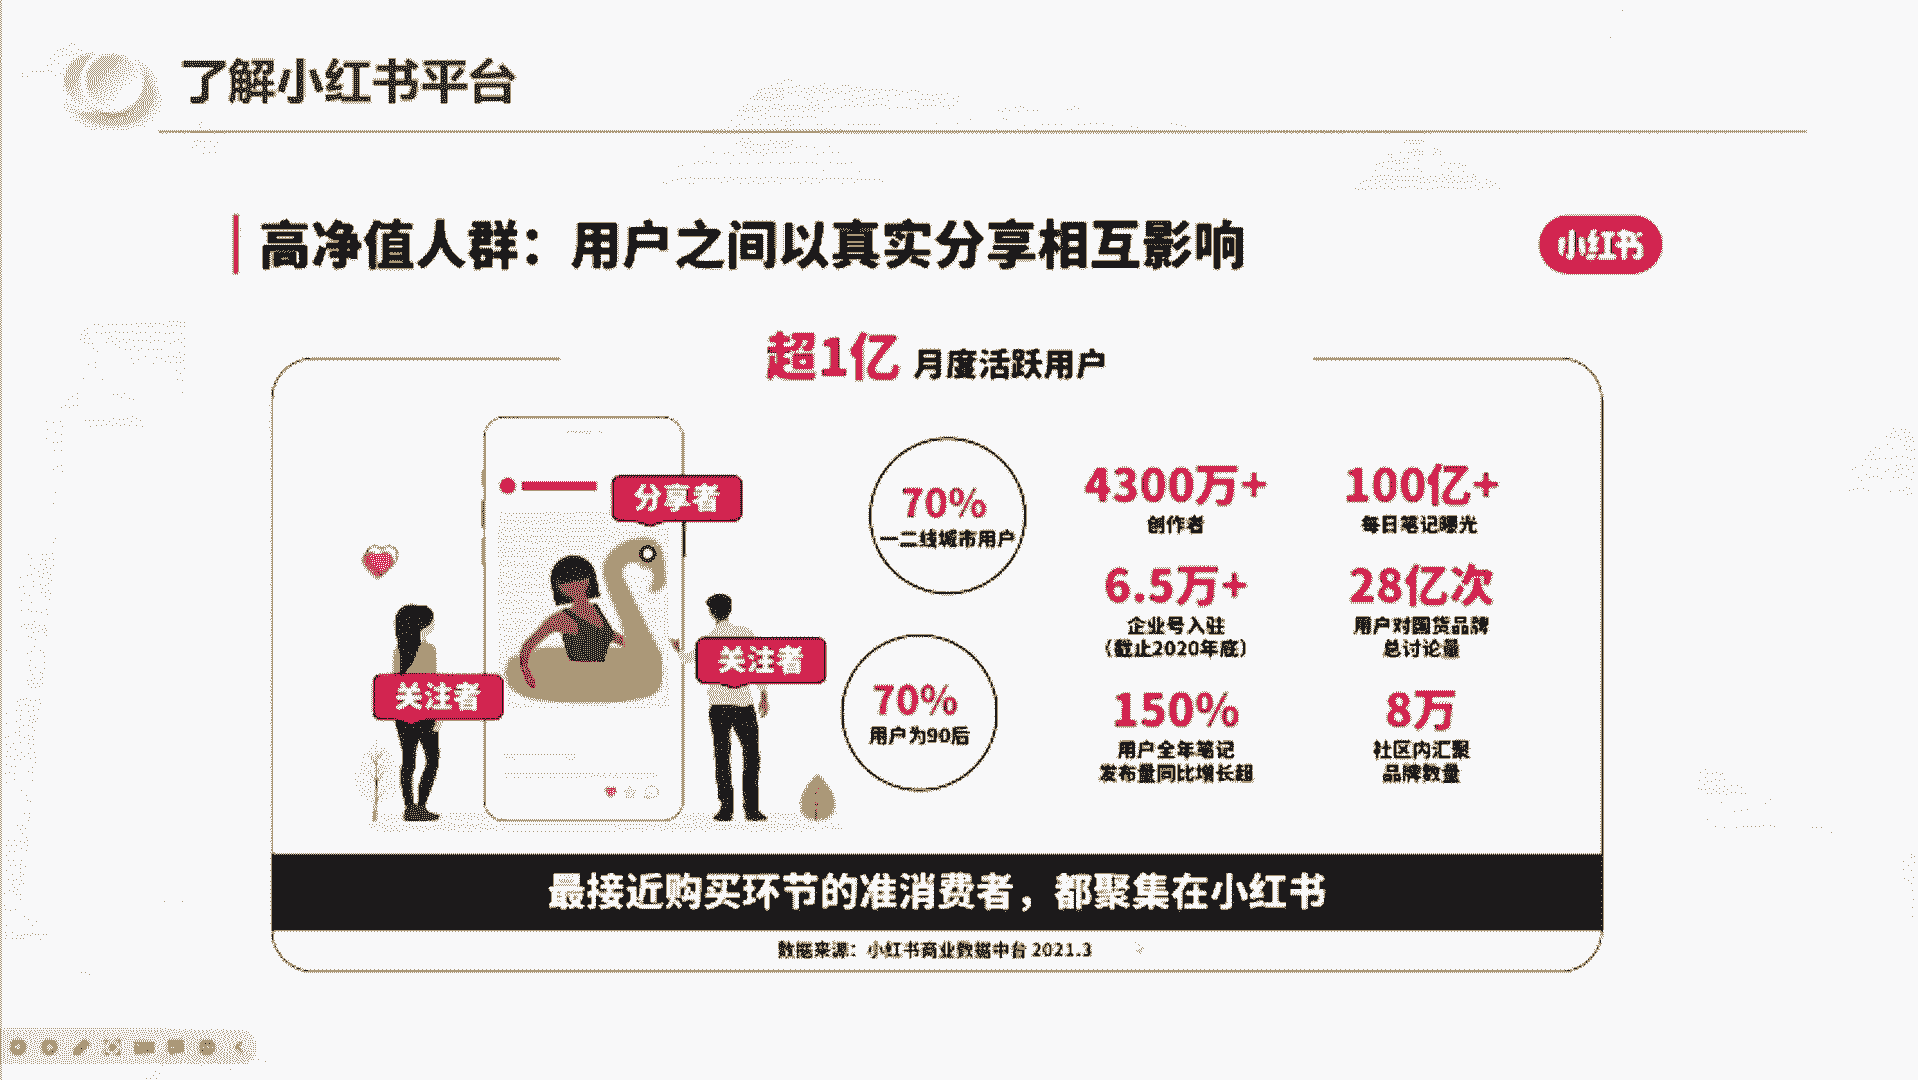 了解小红书平台
高净值人群：用户之间以真实分享相互影响
小红书
超1亿 月度活跃用户
分享者
关注者
关注者
70%
一二线城市用户
70%
用户为90后
4300万+
创作者
100亿+
每日笔记曝光
6.5万+
企业号入驻
（截止2020年底）
28亿次
用户对国货品牌
总讨论量
150%
用户全年笔记
发布量同比增长超
8万
社区内汇聚
品牌数量
最接近购买环节的准消费者，都聚集在小红书
数据来源：小红书商业数据中台 2021.3